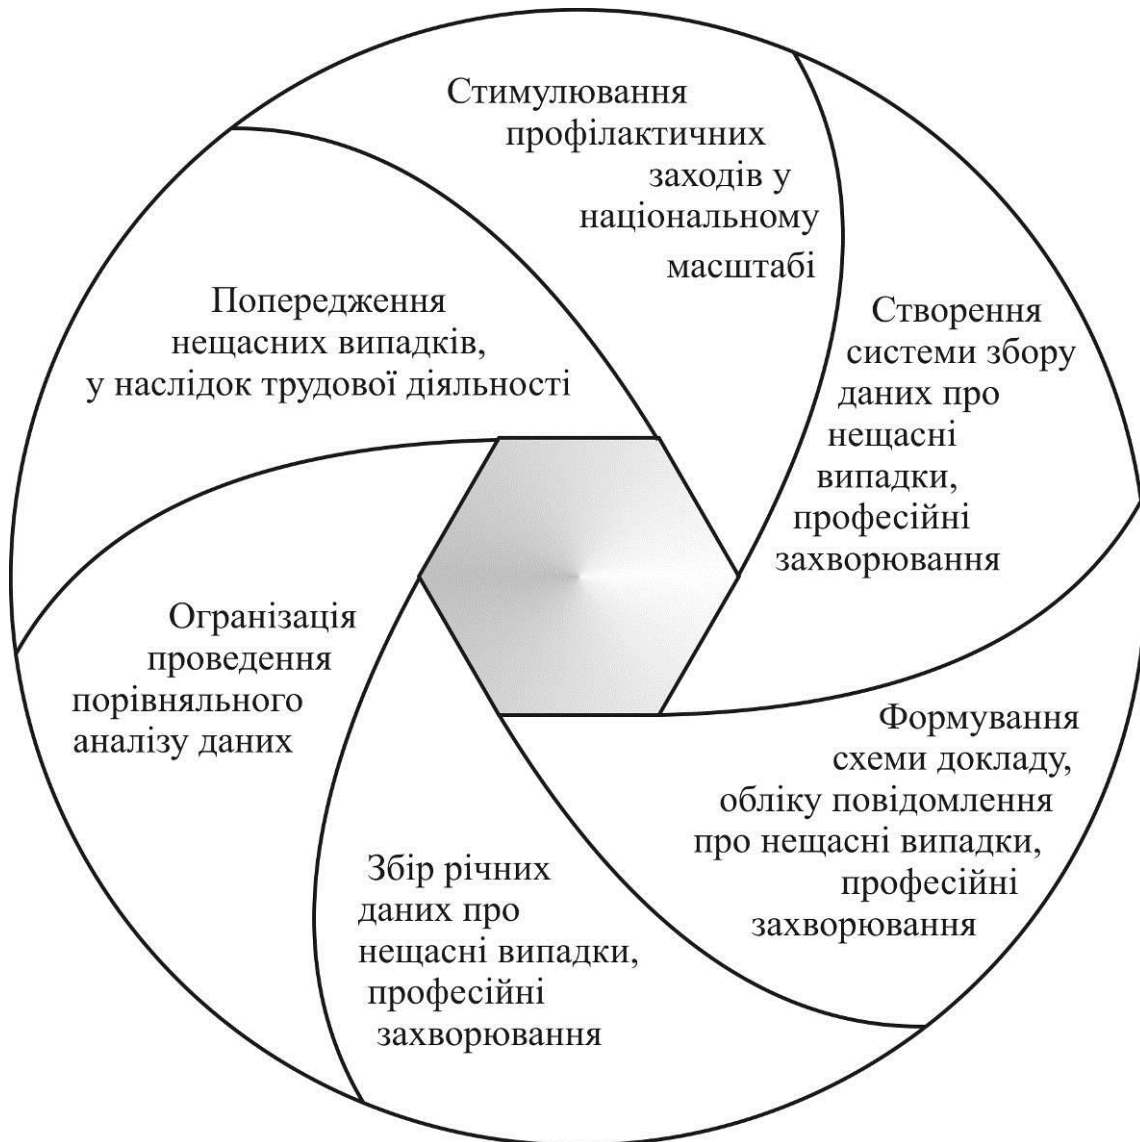 Стимулювання
профілактичних
заходів у
національному
масштабі
Створення
системи збору
даних про
нещасні
випадки,
професійні
захворювання
Формування
схеми докладу,
обліку повідомлення
про нещасні випадки,
професійні
захворювання
Збір річних
даних про
нещасні випадки,
професійні
захворювання
Огранізація
проведення
порівняльного
аналізу даних
Попередження
нещасних випадків,
у наслідок трудової діяльності